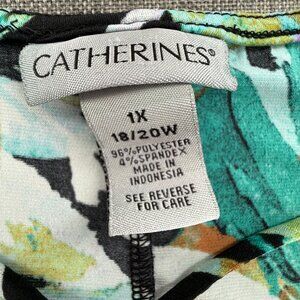 CATHERINES®
1X
18/20W
96% POLYESTER
4% SPANDEX
MADE IN
INDONESIA
SEE REVERSE
FOR CARE